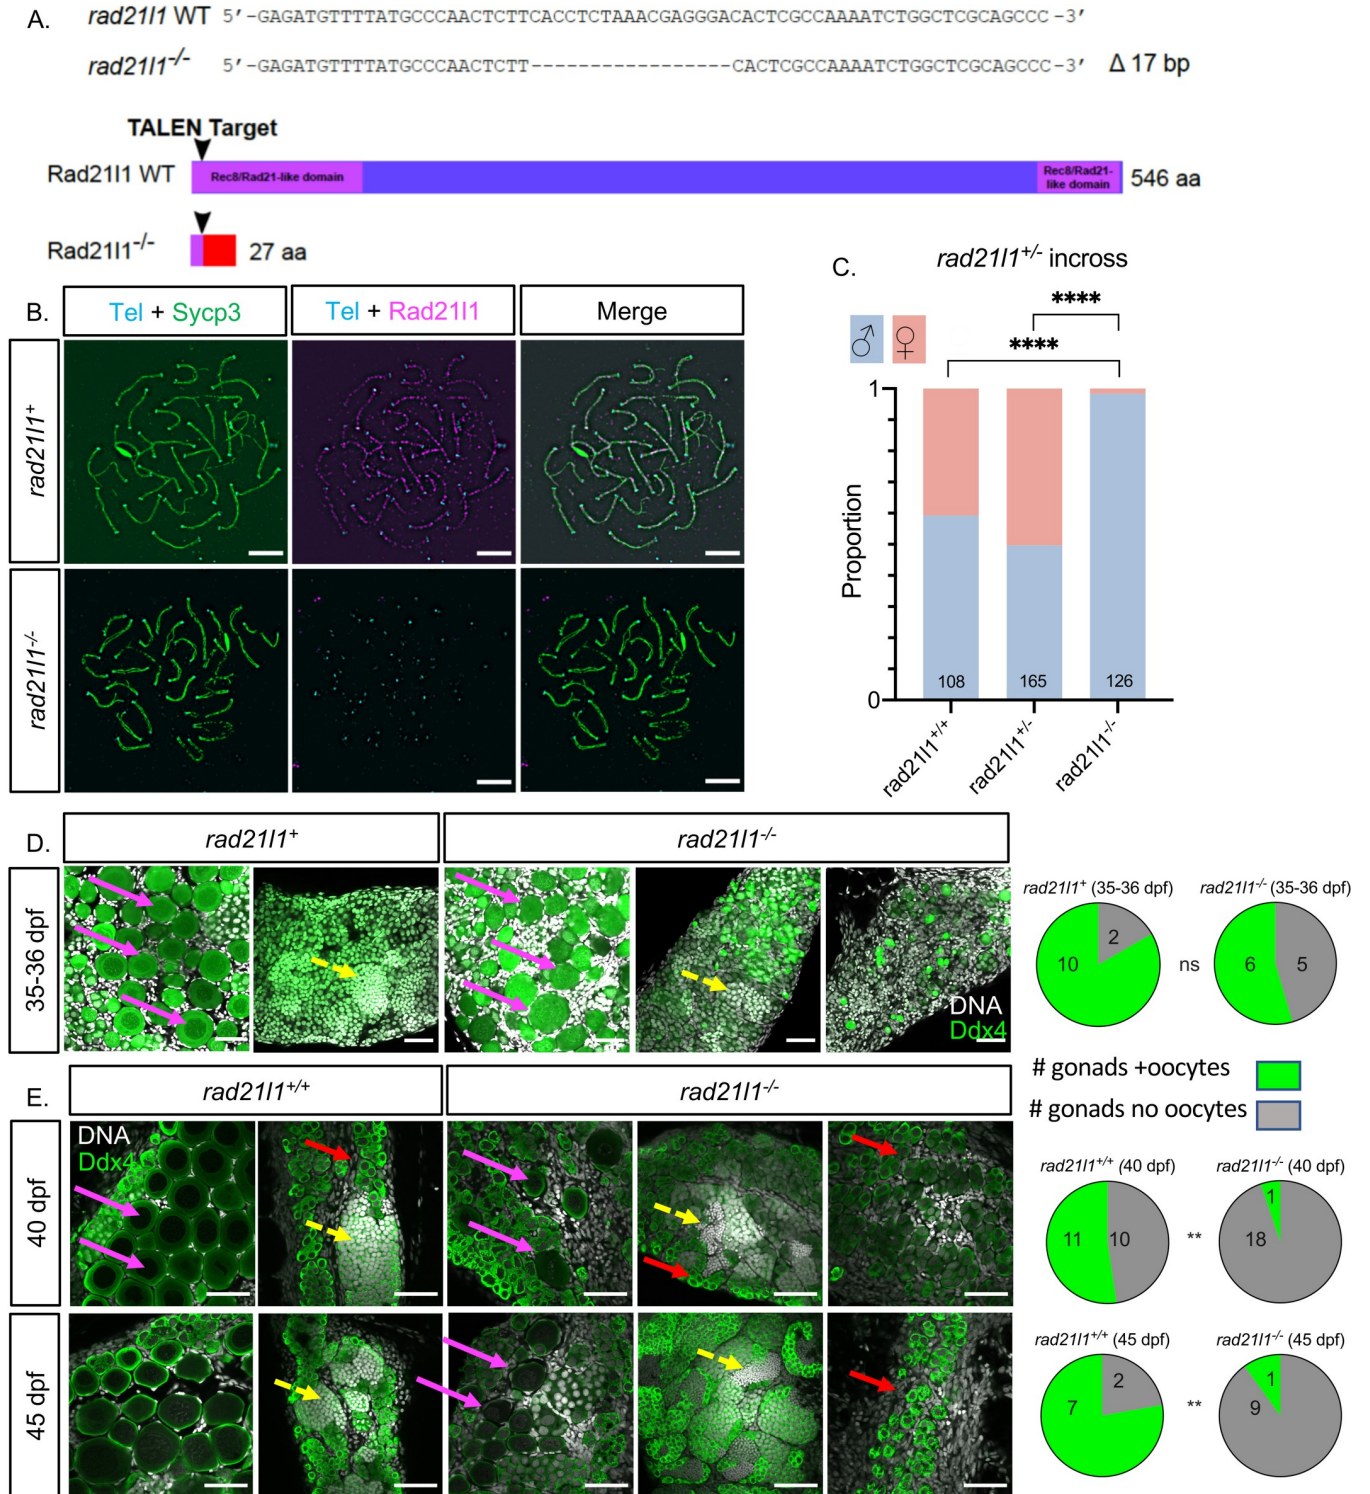 A.
rad21l1 WT 5’-GAGATGTTTTATGCCCAACTCTTCACCTCTAAACGAGGGACACTCGCCAAAATCTGGCTCGCAGCCC-3’
rad21l1-/- 5’-GAGATGTTTTATGCCCAACTCTT-----------------CACTCGCCAAAATCTGGCTCGCAGCCC-3’ Δ 17 bp
TALEN Target
Rad21l1 WT
Rec8/Rad21-like domain
Rec8/Rad21-
like domain
546 aa
Rad21l1-/-
27 aa
B.
Tel + Sycp3
Tel + Rad21l1
Merge
rad21l1+
rad21l1-/-
C.
rad21l1+/- incross
♂ ♀
****
****
Proportion
1
0
108 165 126
rad21l1+/+
rad21l1+/-
rad21l1-/-
D.
rad21l1+
rad21l1-/-
35-36 dpf
DNA
Ddx4
rad21l1+ (35-36 dpf)
rad21l1-/- (35-36 dpf)
10 2
ns
6 5
# gonads +oocytes
# gonads no oocytes
E.
rad21l1+/+
rad21l1-/-
40 dpf
DNA
Ddx4
rad21l1+/+ (40 dpf)
rad21l1-/- (40 dpf)
11 10
**
1
18
45 dpf
rad21l1+/+ (45 dpf)
rad21l1-/- (45 dpf)
7 2
**
1
9